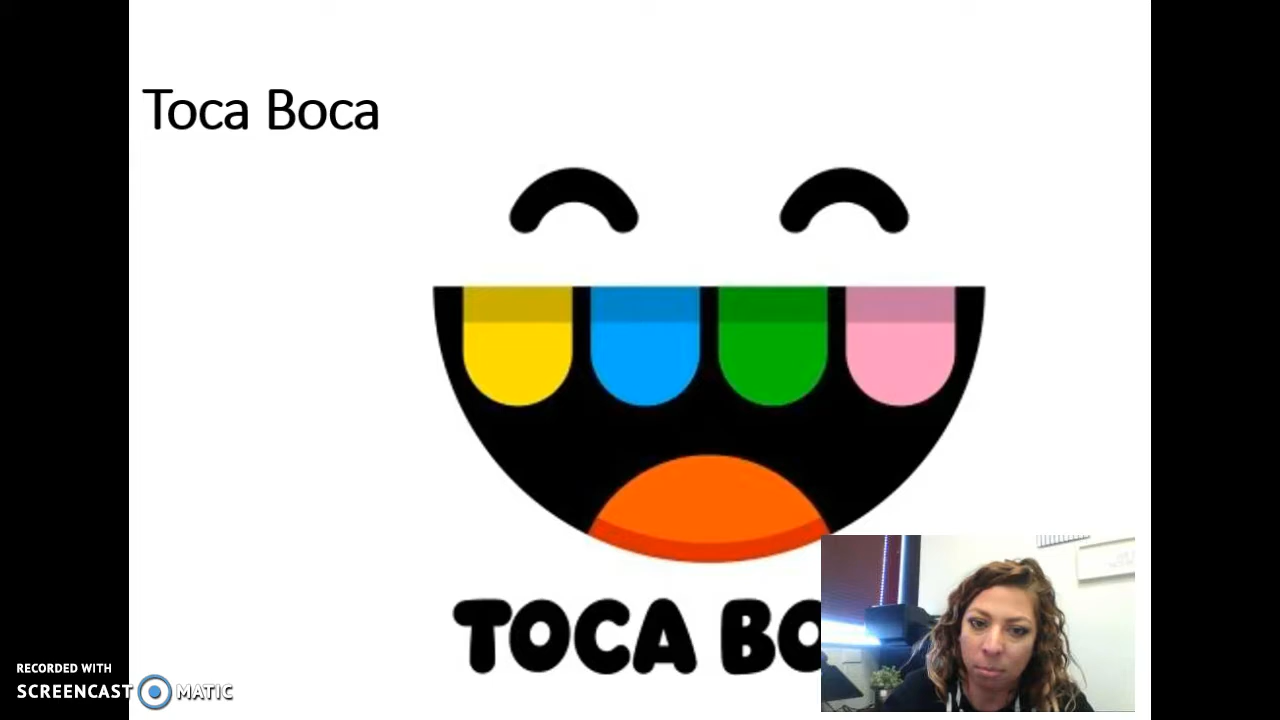 Toca Boca
TOCA BO
RECORDED WITH
SCREENCAST MATIC